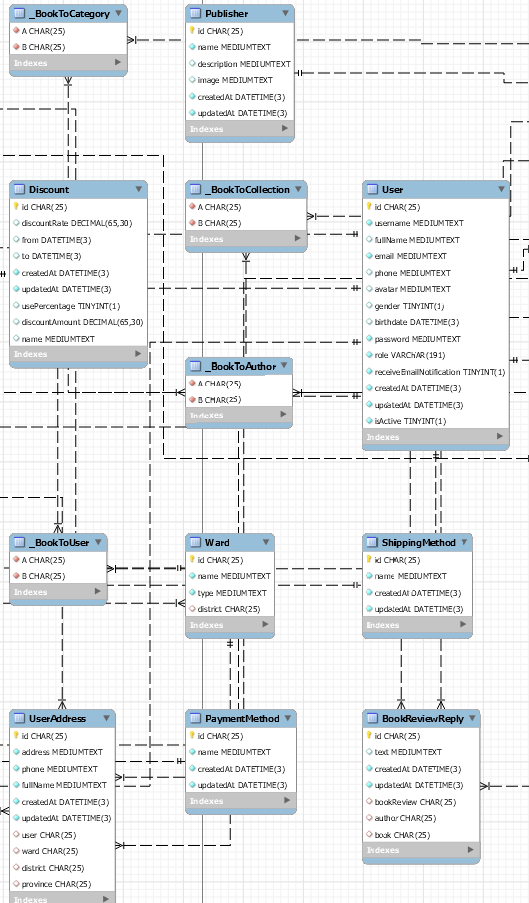 _BookToCategory
A CHAR(25)
B CHAR(25)
Indexes
Publisher
id CHAR(25)
name MEDIUMTEXT
description MEDIUMTEXT
image MEDIUMTEXT
createdAt DATETIME(3)
updatedAt DATETIME(3)
Indexes
Discount
id CHAR(25)
discountRate DECIMAL(65,30)
from DATETIME(3)
to DATETIME(3)
createdAt DATETIME(3)
updatedAt DATETIME(3)
usePercentage TINYINT(1)
discountAmount DECIMAL(65,30)
name MEDIUMTEXT
Indexes
_BookToCollection
A CHAR(25)
B CHAR(25)
Indexes
User
id CHAR(25)
username MEDIUMTEXT
fullName MEDIUMTEXT
email MEDIUMTEXT
phone MEDIUMTEXT
avatar MEDIUMTEXT
gender TINYINT(1)
birthdate DATETIME(3)
password MEDIUMTEXT
role VARCHAR(191)
receiveEmailNotification TINYINT(1)
createdAt DATETIME(3)
updatedAt DATETIME(3)
isActive TINYINT(1)
Indexes
_BookToAuthor
A CHAR(25)
B CHAR(25)
Indexes
_BookToUser
A CHAR(25)
B CHAR(25)
Indexes
Ward
id CHAR(25)
name MEDIUMTEXT
type MEDIUMTEXT
district CHAR(25)
Indexes
ShippingMethod
id CHAR(25)
name MEDIUMTEXT
createdAt DATETIME(3)
updatedAt DATETIME(3)
Indexes
UserAddress
id CHAR(25)
address MEDIUMTEXT
phone MEDIUMTEXT
fullName MEDIUMTEXT
createdAt DATETIME(3)
updatedAt DATETIME(3)
user CHAR(25)
ward CHAR(25)
district CHAR(25)
province CHAR(25)
Indexes
PaymentMethod
id CHAR(25)
name MEDIUMTEXT
createdAt DATETIME(3)
updatedAt DATETIME(3)
Indexes
BookReviewReply
id CHAR(25)
text MEDIUMTEXT
createdAt DATETIME(3)
updatedAt DATETIME(3)
bookReview CHAR(25)
author CHAR(25)
book CHAR(25)
Indexes